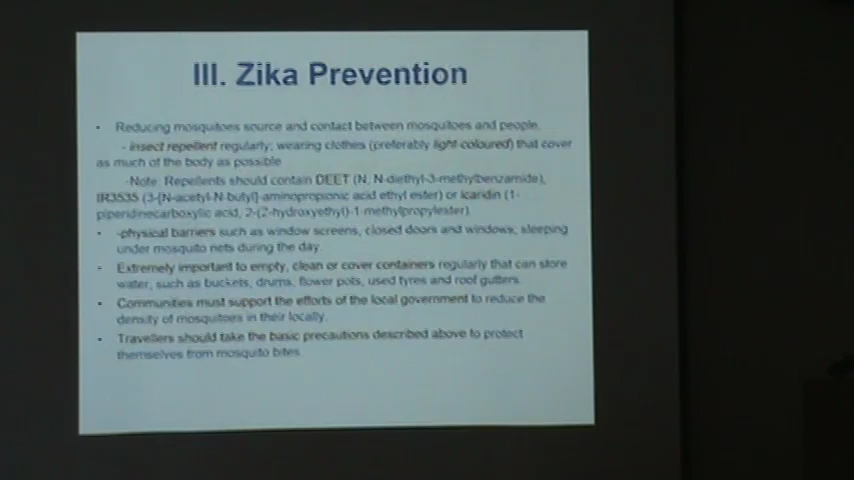 III. Zika Prevention
• Reducing mosquitoes source and contact between mosquitoes and people.
- insect repellent regularly; wearing clothes (preferably light-coloured) that cover
as much of the body as possible
-Note: Repellents should contain DEET (N, N-diethyl-3-methylbenzamide),
IR3535 (3-[N-acetyl-N-butyl]-aminopropionic acid ethyl ester) or icaridin (1-
piperidinecarboxylic acid, 2-(2-hydroxyethyl)-1-methylpropylester)
• -physical barriers such as window screens, closed doors and windows; sleeping
under mosquito nets during the day.
• Extremely important to empty, clean or cover containers regularly that can store
water, such as buckets, drums, flower pots, used tyres and roof gutters.
• Communities must support the efforts of the local government to reduce the
density of mosquitoes in their locally.
• Travellers should take the basic precautions described above to protect
themselves from mosquito bites